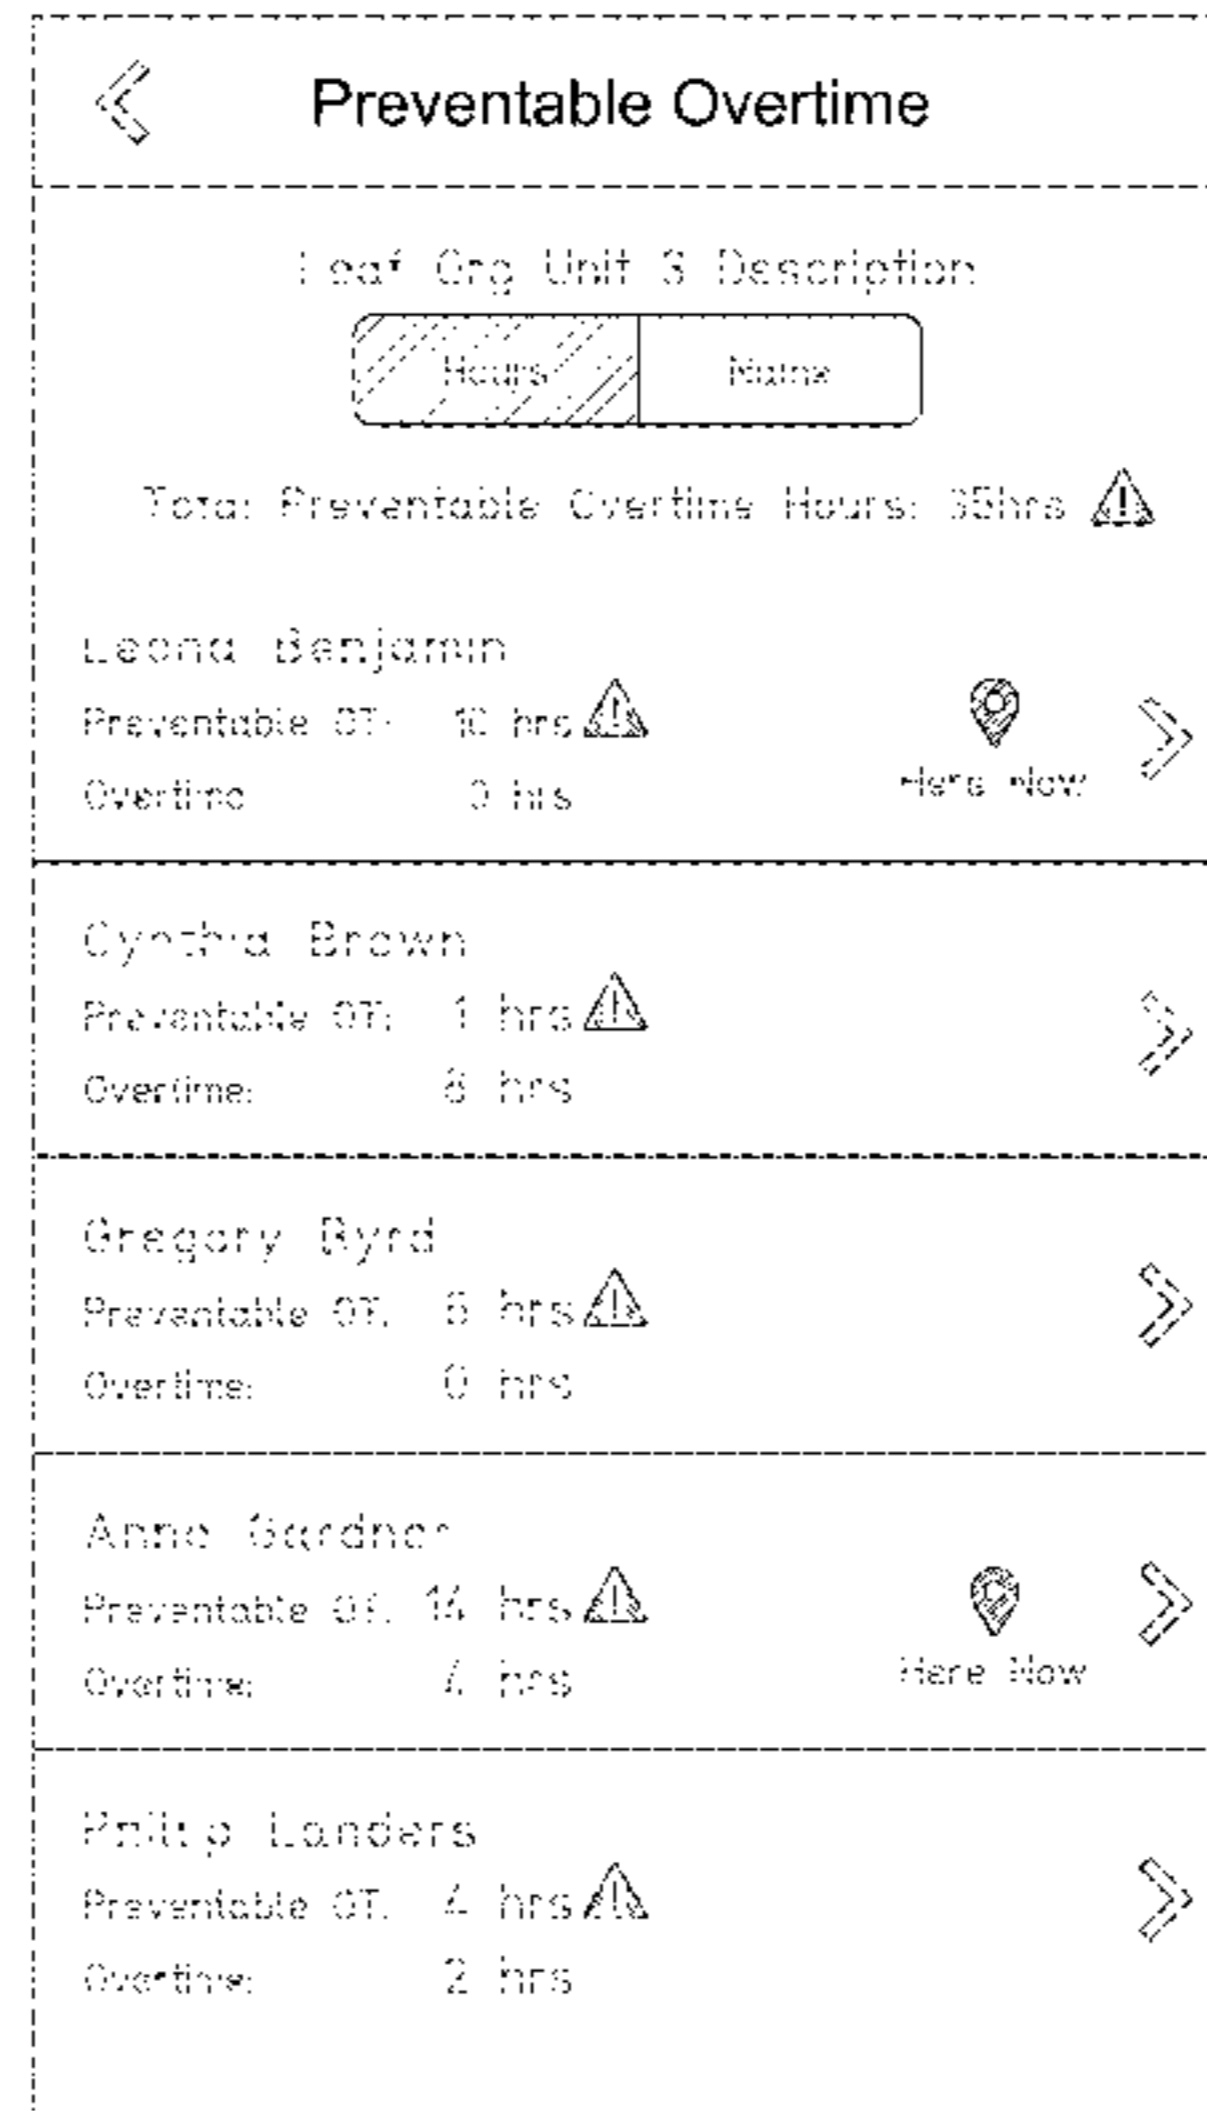 Preventable Overtime
Leaf Org Unit 3 Description
Hours Name
Total Preventable Overtime Hours: 35hrs
Leona Benjamin
Preventable OT: 10 hrs
Overtime 0 hrs
Here Now
Cynthia Brown
Preventable OT: 1 hrs
Overtime: 8 hrs
Gregory Byrd
Preventable OT: 6 hrs
Overtime: 0 hrs
Anne Gardner
Preventable OT: 14 hrs
Overtime: 4 hrs
Here Now
Philip Landers
Preventable OT: 4 hrs
Overtime: 2 hrs